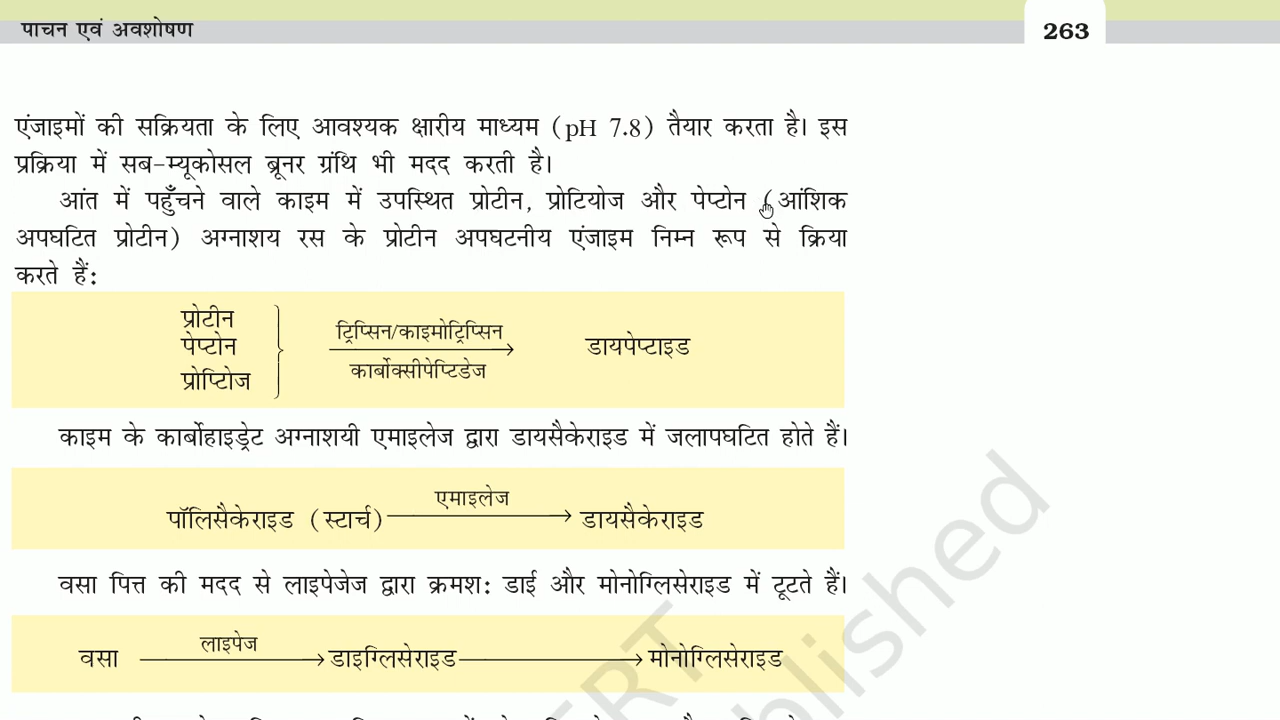 पाचन एवं अवशोषण
263
एंजाइमों की सक्रियता के लिए आवश्यक क्षारीय माध्यम (pH 7.8) तैयार करता है। इस
प्रक्रिया में सब-म्यूकोसल ब्रूनर ग्रंथि भी मदद करती है।
आंत में पहुँचने वाले काइम में उपस्थित प्रोटीन, प्रोटियोज और पेप्टोन (आंशिक
अपघटित प्रोटीन) अग्नाशय रस के प्रोटीन अपघटनीय एंजाइम निम्न रूप से क्रिया
करते हैं:
प्रोटीन
पेप्टोन
प्रोप्टिोज
ट्रिप्सिन/काइमोट्रिप्सिन
कार्बोक्सीपेप्टिडेज
डायपेप्टाइड
काइम के कार्बोहाइड्रेट अग्नाशयी एमाइलेज द्वारा डायसैकेराइड में जलापघटित होते हैं।
पॉलिसैकेराइड (स्टार्च) एमाइलेज डायसैकेराइड
वसा पित्त की मदद से लाइपेजेज द्वारा क्रमश: डाई और मोनोग्लिसेराइड में टूटते हैं।
वसा लाइपेज डाइग्लिसेराइड मोनोग्लिसेराइड